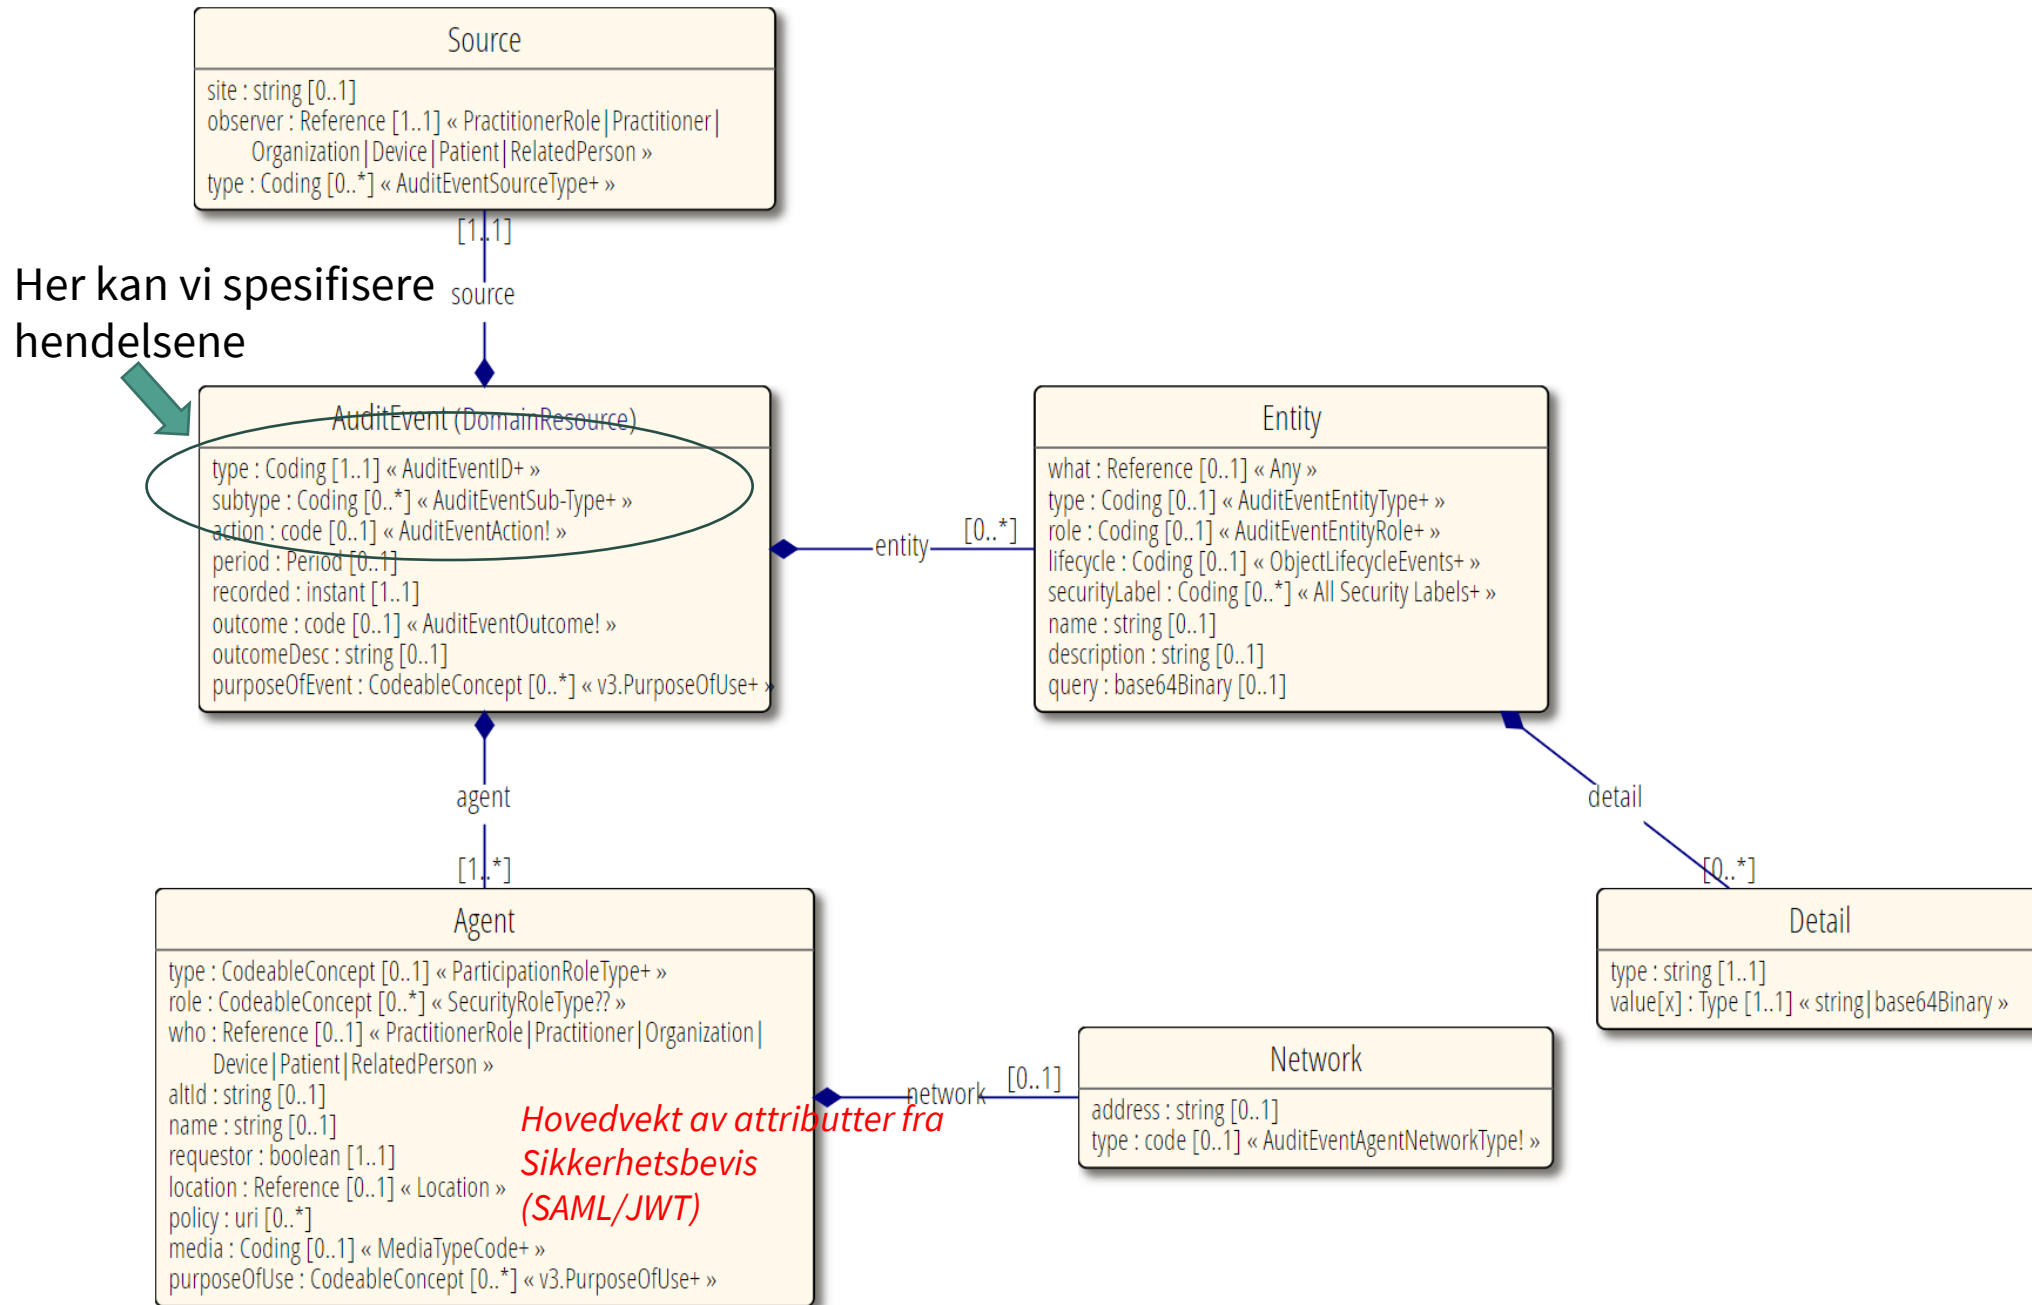 Source
site : string [0..1]
observer : Reference [1..1] « PractitionerRole|Practitioner|
Organization|Device|Patient|RelatedPerson »
type : Coding [0..*] « AuditEventSourceType+ »
[1..1]
source
Her kan vi spesifisere
hendelsene
AuditEvent (DomainResource)
type : Coding [1..1] « AuditEventID+ »
subtype : Coding [0..*] « AuditEventSub-Type+ »
action : code [0..1] « AuditEventAction! »
period : Period [0..1]
recorded : instant [1..1]
outcome : code [0..1] « AuditEventOutcome! »
outcomeDesc : string [0..1]
purposeOfEvent : CodeableConcept [0..*] « v3.PurposeOfUse+ »
entity
[0..*]
Entity
what : Reference [0..1] « Any »
type : Coding [0..1] « AuditEventEntityType+ »
role : Coding [0..1] « AuditEventEntityRole+ »
lifecycle : Coding [0..1] « ObjectLifecycleEvents+ »
securityLabel : Coding [0..*] « All Security Labels+ »
name : string [0..1]
description : string [0..1]
query : base64Binary [0..1]
agent
[1..*]
detail
[0..*]
Agent
type : CodeableConcept [0..1] « ParticipationRoleType+ »
role : CodeableConcept [0..*] « SecurityRoleType?? »
who : Reference [0..1] « PractitionerRole|Practitioner|Organization|
Device|Patient|RelatedPerson »
altId : string [0..1]
name : string [0..1]
requestor : boolean [1..1]
location : Reference [0..1] « Location »
policy : uri [0..*]
media : Coding [0..1] « MediaTypeCode+ »
purposeOfUse : CodeableConcept [0..*] « v3.PurposeOfUse+ »
Hovedvekt av attributter fra
Sikkerhetsbevis
(SAML/JWT)
network
[0..1]
Network
address : string [0..1]
type : code [0..1] « AuditEventAgentNetworkType! »
Detail
type : string [1..1]
value[x] : Type [1..1] « string|base64Binary »